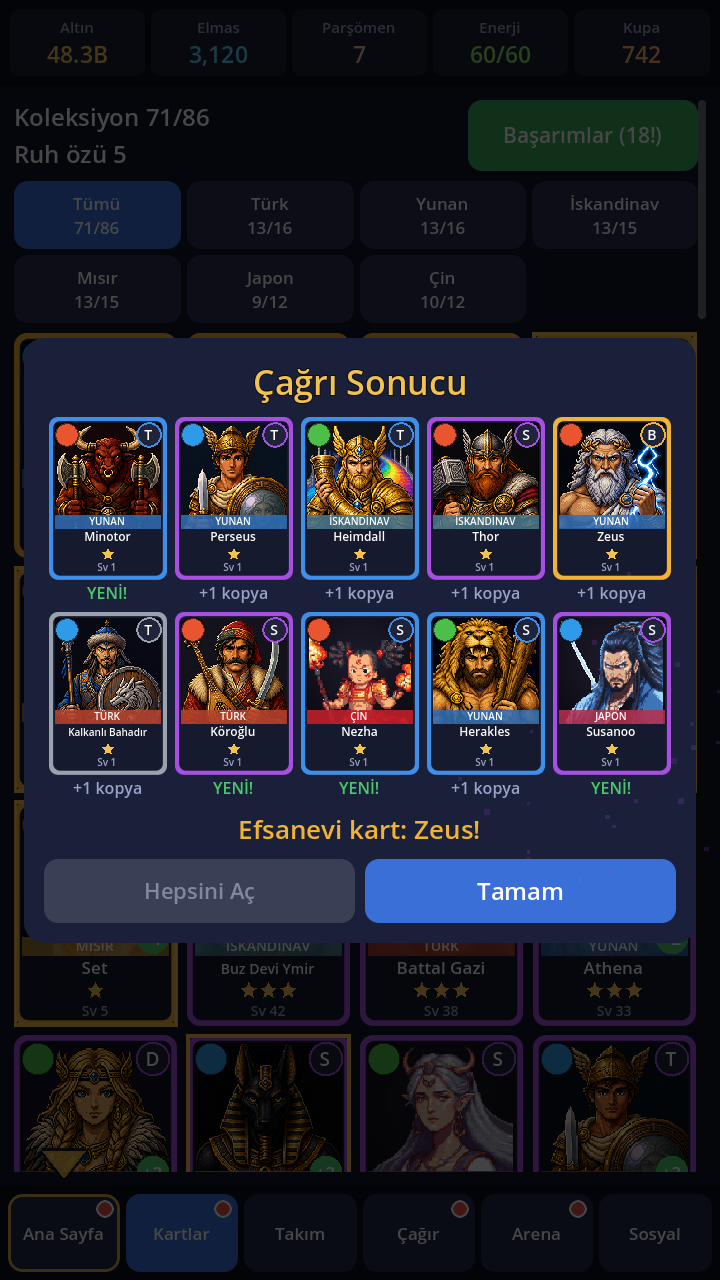 Altın
48.3B
Elmas
3,120
Parşömen
7
Enerji
60/60
Kupa
742
Koleksiyon 71/86
Ruh özü 5
Başarımlar (18!)
Tümü
71/86
Türk
13/16
Yunan
13/16
İskandinav
13/15
Mısır
13/15
Japon
9/12
Çin
10/12
Çağrı Sonucu
T
YUNAN
Minotor
Sv 1
YENİ!
T
YUNAN
Perseus
Sv 1
+1 kopya
T
İSKANDİNAV
Heimdall
Sv 1
+1 kopya
S
İSKANDİNAV
Thor
Sv 1
+1 kopya
B
YUNAN
Zeus
Sv 1
+1 kopya
T
TÜRK
Kalkanlı Bahadır
Sv 1
+1 kopya
S
TÜRK
Köroğlu
Sv 1
YENİ!
S
ÇİN
Nezha
Sv 1
YENİ!
S
YUNAN
Herakles
Sv 1
+1 kopya
S
JAPON
Susanoo
Sv 1
YENİ!
Efsanevi kart: Zeus!
Hepsini Aç
Tamam
MISIR
Set
Sv 5
İSKANDİNAV
Buz Devi Ymir
Sv 42
TÜRK
Battal Gazi
Sv 38
YUNAN
Athena
Sv 33
D
S
S
T
Ana Sayfa
Kartlar
Takım
Çağır
Arena
Sosyal